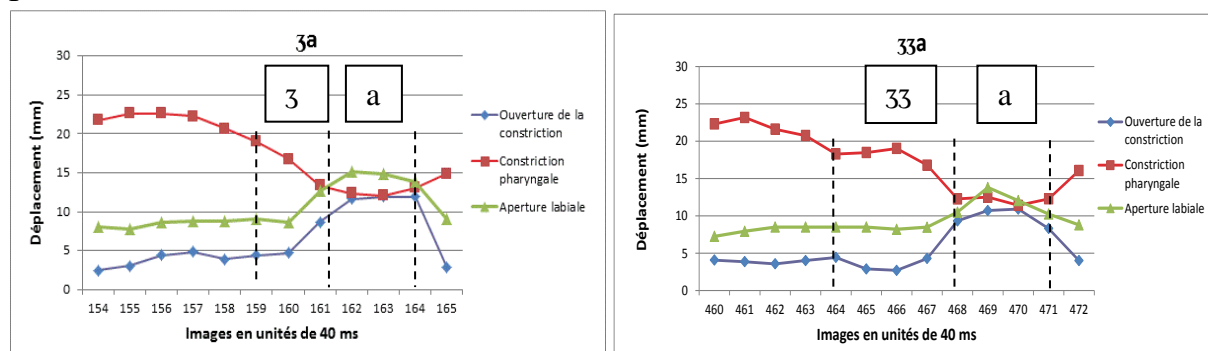 ʒa
30
25
20
15
10
5
0
Déplacement (mm)
ʒ
a
154 155 156 157 158 159 160 161 162 163 164 165
Images en unités de 40 ms
Ouverture de la
constriction
Constriction
pharyngale
Aperture labiale
ʒʒa
30
25
20
15
10
5
0
Déplacement (mm)
ʒʒ
a
460 461 462 463 464 465 466 467 468 469 470 471 472
Images en unités de 40 ms
Ouverture de la
constriction
Constriction
pharyngale
Aperture labiale